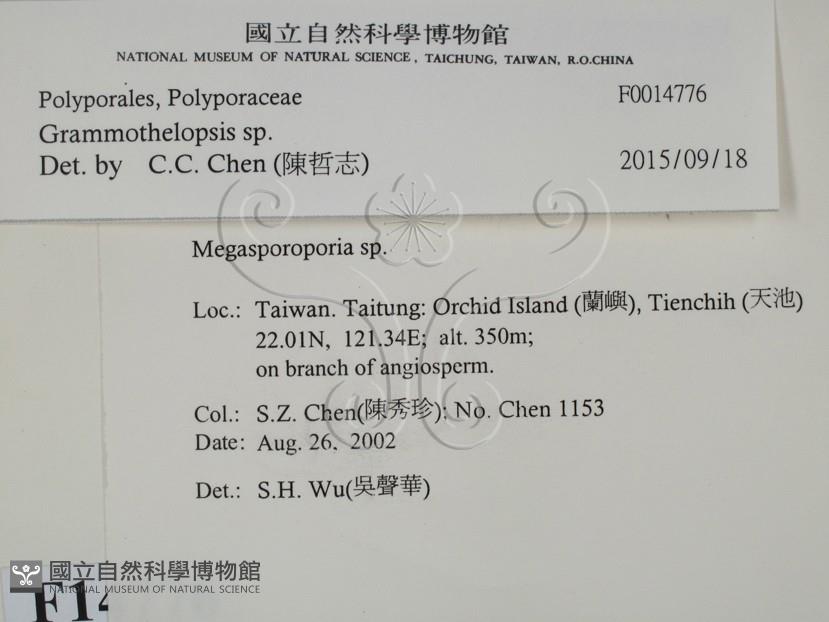 國立自然科學博物館
NATIONAL MUSEUM OF NATURAL SCIENCE, TAICHUNG, TAIWAN, R.O.CHINA
Polyporales, Polyporaceae F0014776
Grammothelopsis sp.
Det. by C.C. Chen (陳哲志) 2015/09/18
Megasporoporia sp.
Loc.: Taiwan. Taitung: Orchid Island (蘭嶼), Tienchih (天池)
22.01N, 121.34E; alt. 350m;
on branch of angiosperm.
Col.: S.Z. Chen(陳秀珍); No. Chen 1153
Date: Aug. 26, 2002
Det.: S.H. Wu(吳聲華)
國立自然科學博物館
NATIONAL MUSEUM OF NATURAL SCIENCE
F14